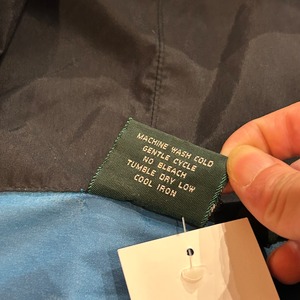 MACHINE WASH COLD
GENTLE CYCLE
NO BLEACH
TUMBLE DRY LOW
COOL IRON